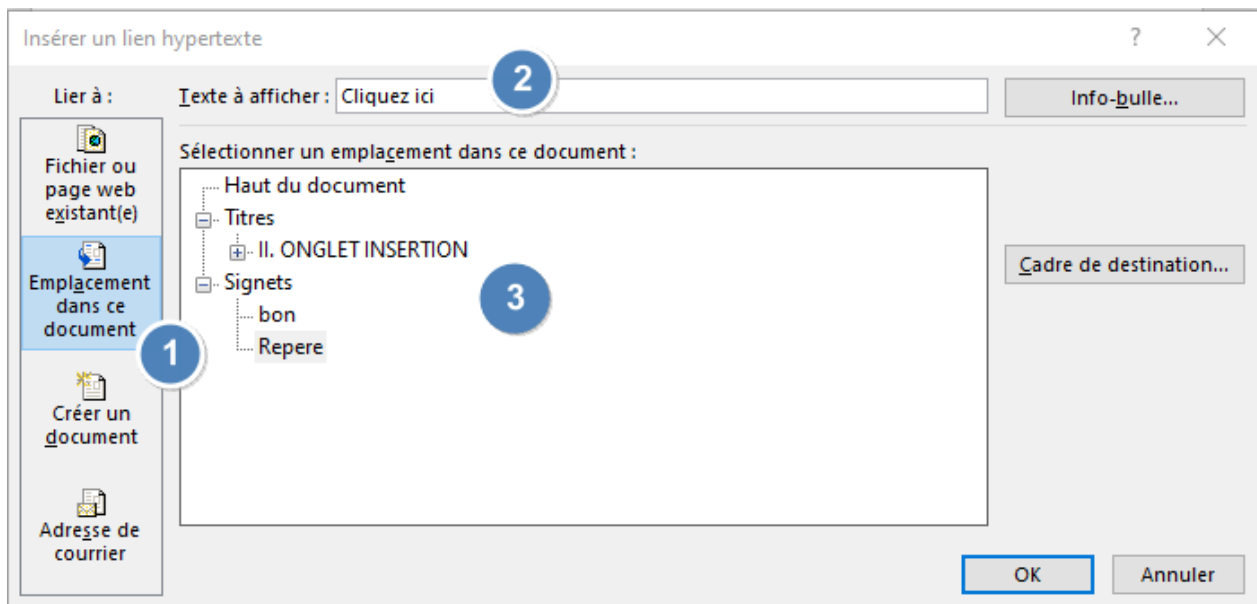 Insérer un lien hypertexte
?
Lier à :
Texte à afficher :
Cliquez ici
2
Info-bulle...
Fichier ou
page web
existant(e)
Sélectionner un emplacement dans ce document :
Haut du document
Titres
II. ONGLET INSERTION
Signets
bon
Repere
3
Emplacement
dans ce
document
1
Cadre de destination...
Créer un
document
Adresse de
courrier
OK
Annuler